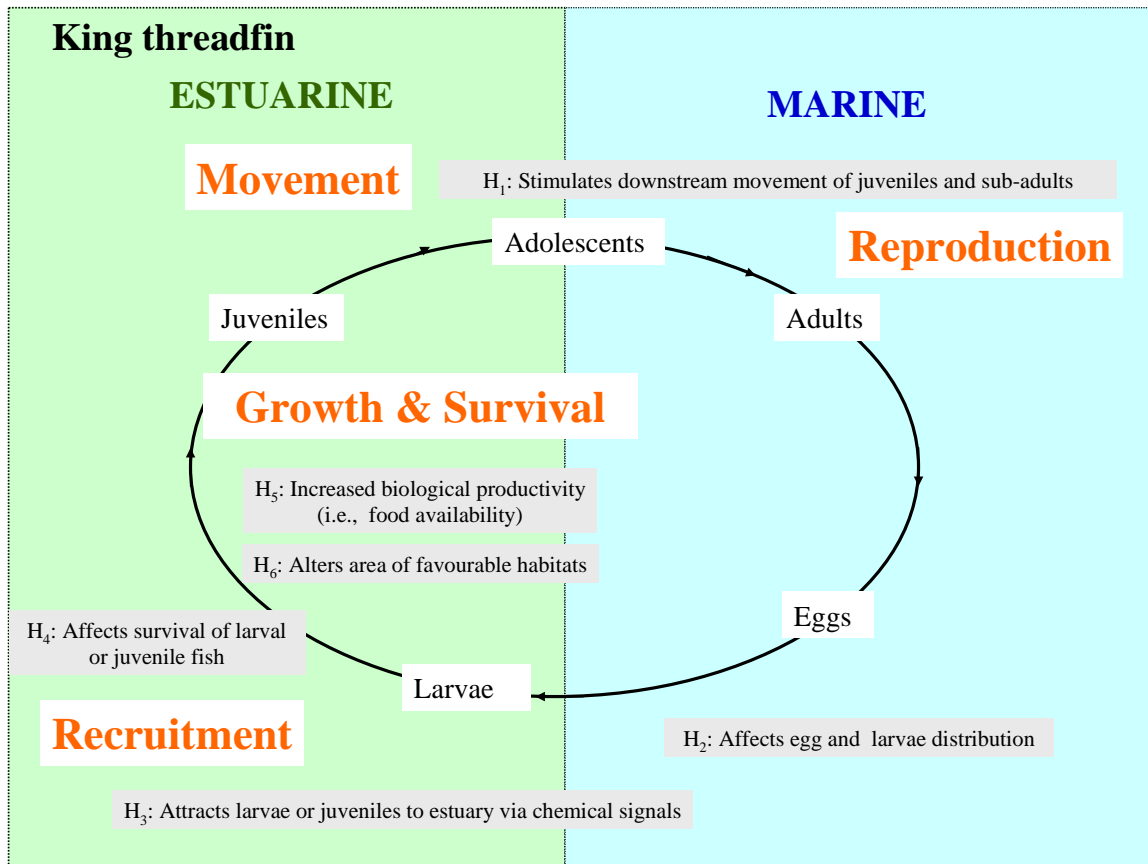 King threadfin
ESTUARINE
MARINE
Movement
H₁: Stimulates downstream movement of juveniles and sub-adults
Adolescents
Reproduction
Juveniles
Adults
Growth & Survival
H₅: Increased biological productivity
(i.e., food availability)
H₆: Alters area of favourable habitats
Eggs
H₄: Affects survival of larval
or juvenile fish
Larvae
Recruitment
H₂: Affects egg and larvae distribution
H₃: Attracts larvae or juveniles to estuary via chemical signals